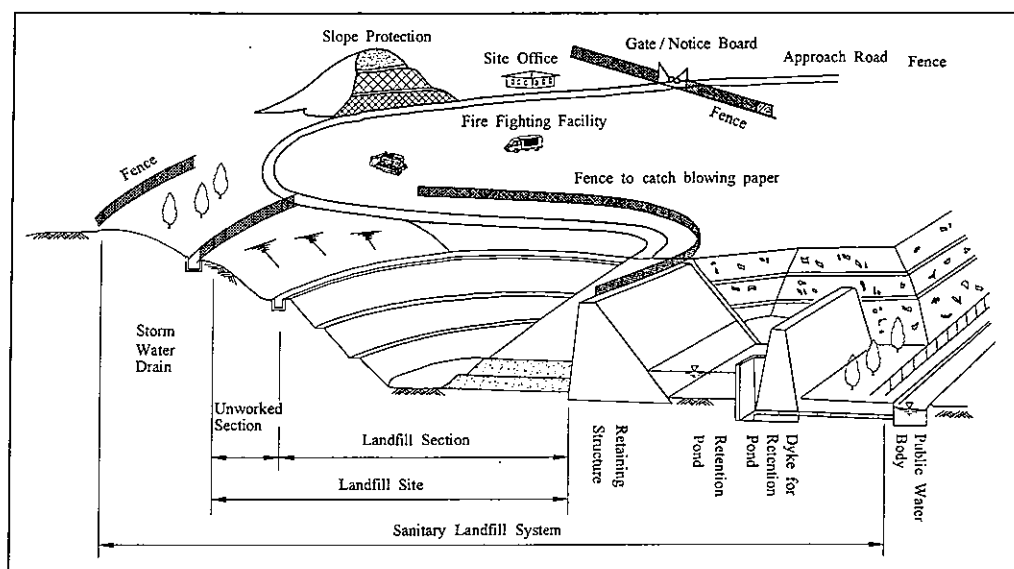 Slope Protection
Site Office
Gate / Notice Board
Approach Road
Fence
Fence
Fire Fighting Facility
Fence
Fence to catch blowing paper
Storm
Water
Drain
Unworked
Section
Landfill Section
Landfill Site
Sanitary Landfill System
Retaining
Structure
Retention
Pond
Dyke for
Retention
Pond
Public Water
Body